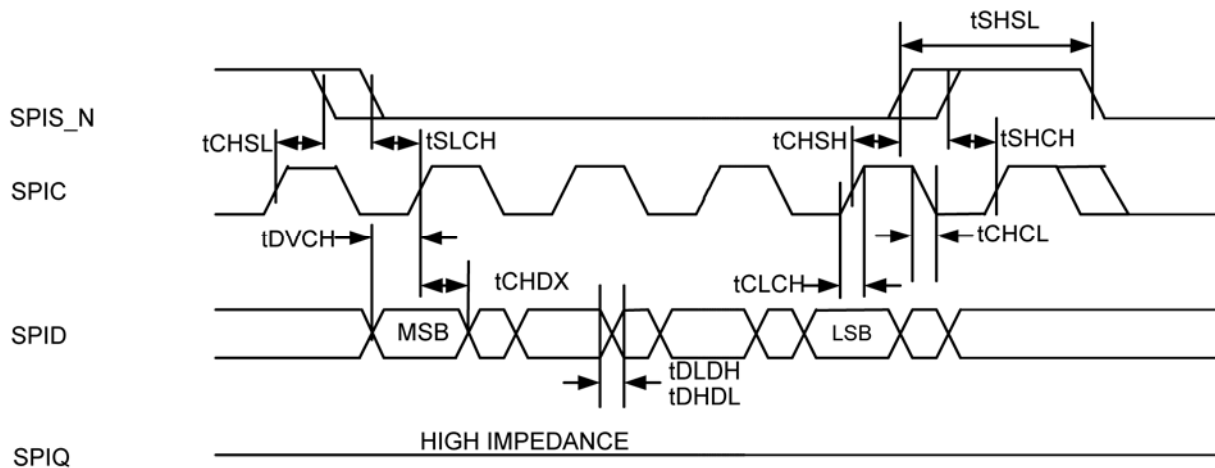 tSHSL
SPIS_N
tCHSL
tSLCH
tCHSH
tSHCH
SPIC
tDVCH
tCHCL
tCHDX
tCLCH
SPID
MSB
LSB
tDLDH
tDHDL
HIGH IMPEDANCE
SPIQ